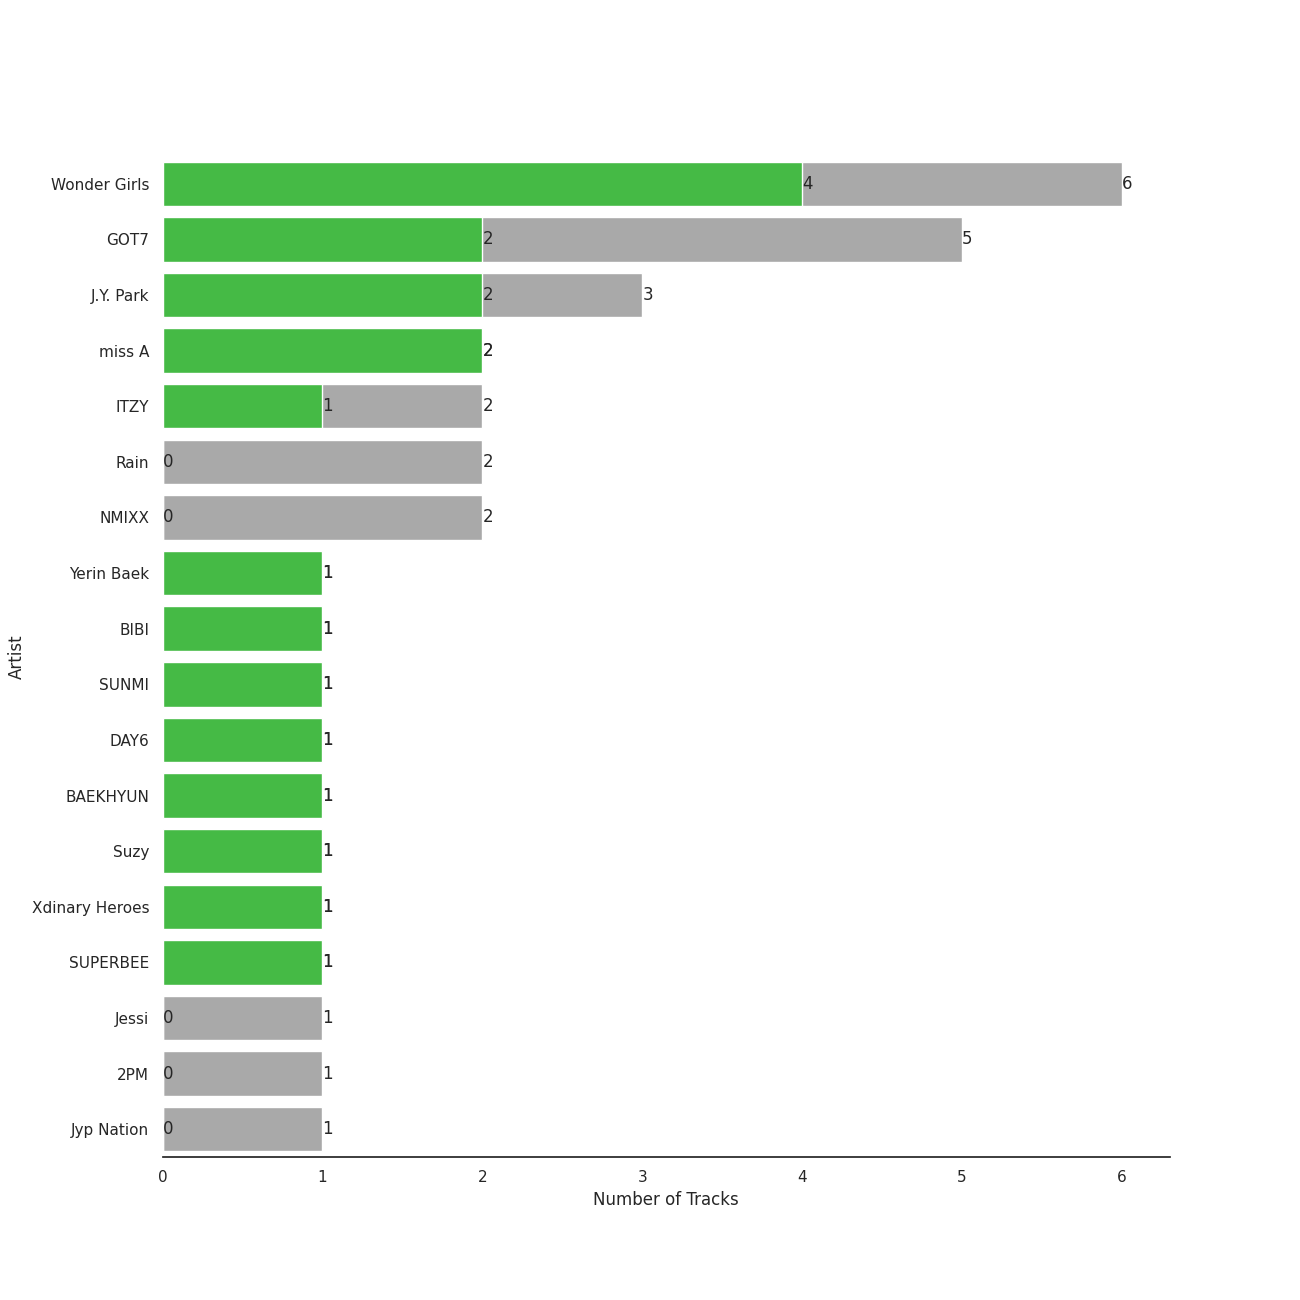 Wonder Girls 4 6
GOT7 2 5
J.Y. Park 2 3
miss A 2
ITZY 1 2
Rain 0 2
NMIXX 0 2
Yerin Baek 1
BIBI 1
SUNMI 1
DAY6 1
BAEKHYUN 1
Suzy 1
Xdinary Heroes 1
SUPERBEE 1
Jessi 0 1
2PM 0 1
Jyp Nation 0 1
0 1 2 3 4 5 6
Number of Tracks
Artist